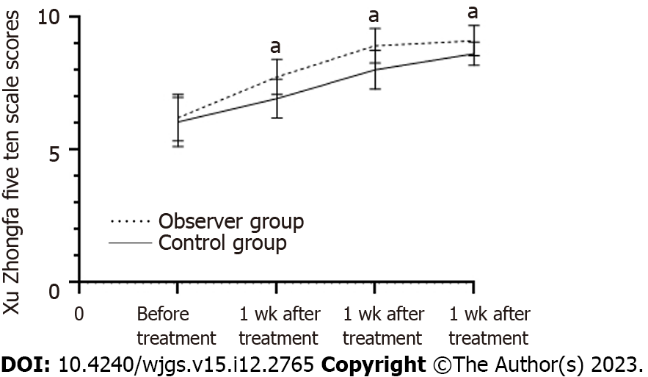 10
Xu Zhongfa five ten scale scores
a
a
a
5
Observer group
Control group
0
0
Before treatment
1 wk after treatment
1 wk after treatment
1 wk after treatment
DOI: 10.4240/wjgs.v15.i12.2765 Copyright ©The Author(s) 2023.